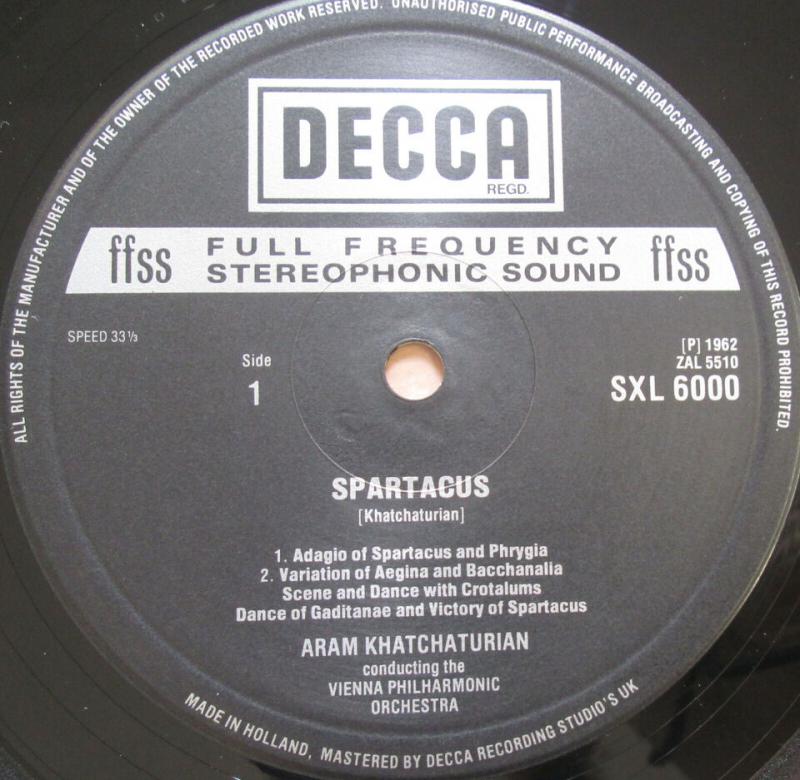 ALL RIGHTS OF THE MANUFACTURER AND OF THE OWNER OF THE RECORDED WORK RESERVED. UNAUTHORISED PUBLIC PERFORMANCE BROADCASTING AND COPYING OF THIS RECORD PROHIBITED.
DECCA
REGD.
ffss FULL FREQUENCY ffss
STEREOPHONIC SOUND
SPEED 33⅓
Side
1
[P] 1962
ZAL 5510
SXL 6000
SPARTACUS
[Khatchaturian]
1. Adagio of Spartacus and Phrygia
2. Variation of Aegina and Bacchanalia
Scene and Dance with Crotalums
Dance of Gaditanae and Victory of Spartacus
ARAM KHATCHATURIAN
conducting the
VIENNA PHILHARMONIC
ORCHESTRA
MADE IN HOLLAND, MASTERED BY DECCA RECORDING STUDIO'S UK